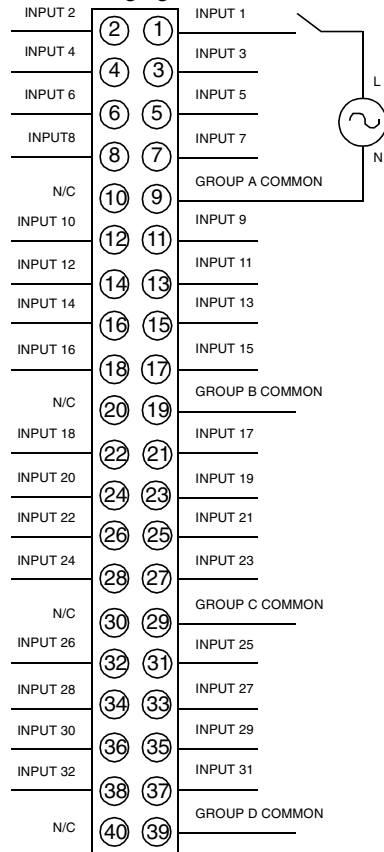 INPUT 2 2 1 INPUT 1
INPUT 4 4 3 INPUT 3
INPUT 6 6 5 INPUT 5
L
INPUT8 8 7 INPUT 7
N
N/C 10 9 GROUP A COMMON
INPUT 10 12 11 INPUT 9
INPUT 12 14 13 INPUT 11
INPUT 14 16 15 INPUT 13
INPUT 16 18 17 INPUT 15
N/C 20 19 GROUP B COMMON
INPUT 18 22 21 INPUT 17
INPUT 20 24 23 INPUT 19
INPUT 22 26 25 INPUT 21
INPUT 24 28 27 INPUT 23
N/C 30 29 GROUP C COMMON
INPUT 26 32 31 INPUT 25
INPUT 28 34 33 INPUT 27
INPUT 30 36 35 INPUT 29
INPUT 32 38 37 INPUT 31
N/C 40 39 GROUP D COMMON